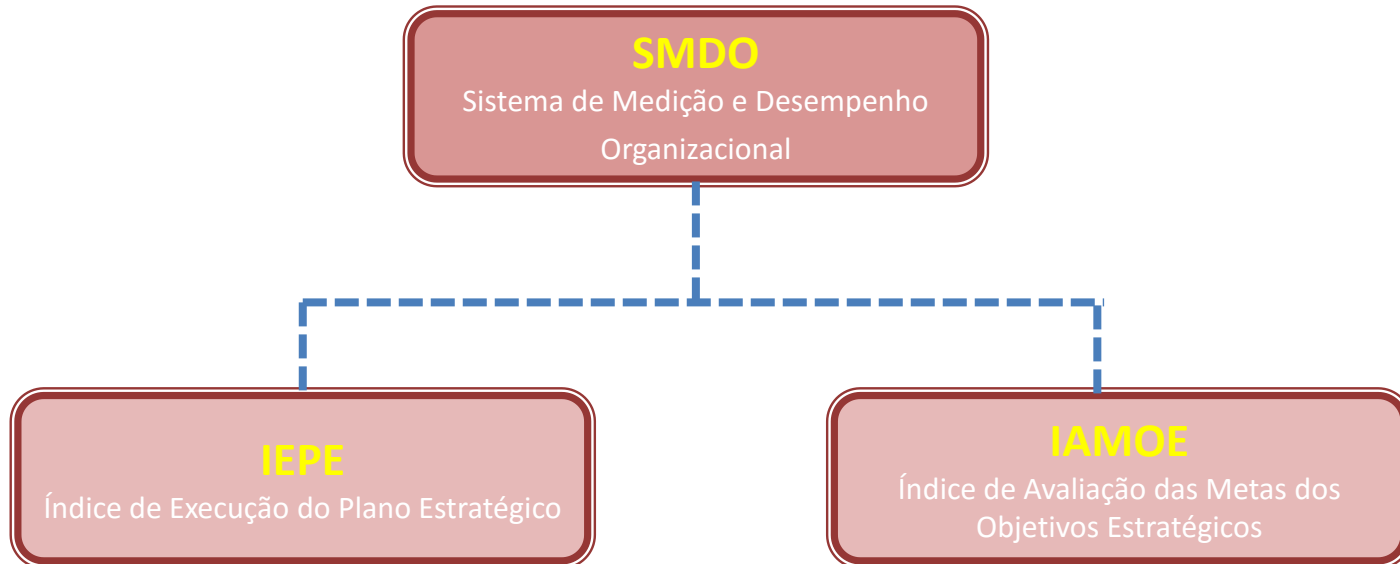 SMDO
Sistema de Medição e Desempenho
Organizacional
IEPE
Índice de Execução do Plano Estratégico
IAMOE
Índice de Avaliação das Metas dos
Objetivos Estratégicos